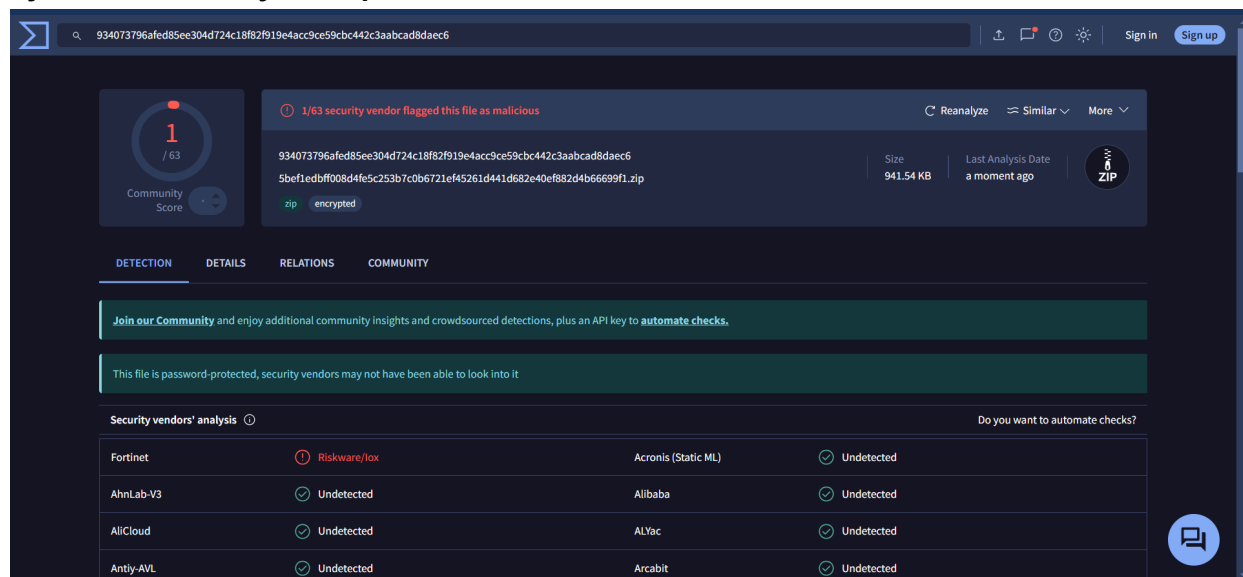 934073796afed85ee304d724c18f82f919e4acc9ce59cbc442c3aabcad8daec6
Sign in
Sign up
1
/ 63
Community
Score
-
1/63 security vendor flagged this file as malicious
Reanalyze
Similar
More
934073796afed85ee304d724c18f82f919e4acc9ce59cbc442c3aabcad8daec6
5bef1edbff008d4fe5c253b7c0b6721ef45261d441d682e40ef882d4b66699f1.zip
zip
encrypted
Size
941.54 KB
Last Analysis Date
a moment ago
ZIP
DETECTION
DETAILS
RELATIONS
COMMUNITY
Join our Community and enjoy additional community insights and crowdsourced detections, plus an API key to automate checks.
This file is password-protected, security vendors may not have been able to look into it
Security vendors' analysis
Do you want to automate checks?
Fortinet
Riskware/Iox
Acronis (Static ML)
Undetected
AhnLab-V3
Undetected
Alibaba
Undetected
AliCloud
Undetected
ALYac
Undetected
Antiy-AVL
Undetected
Arcabit
Undetected